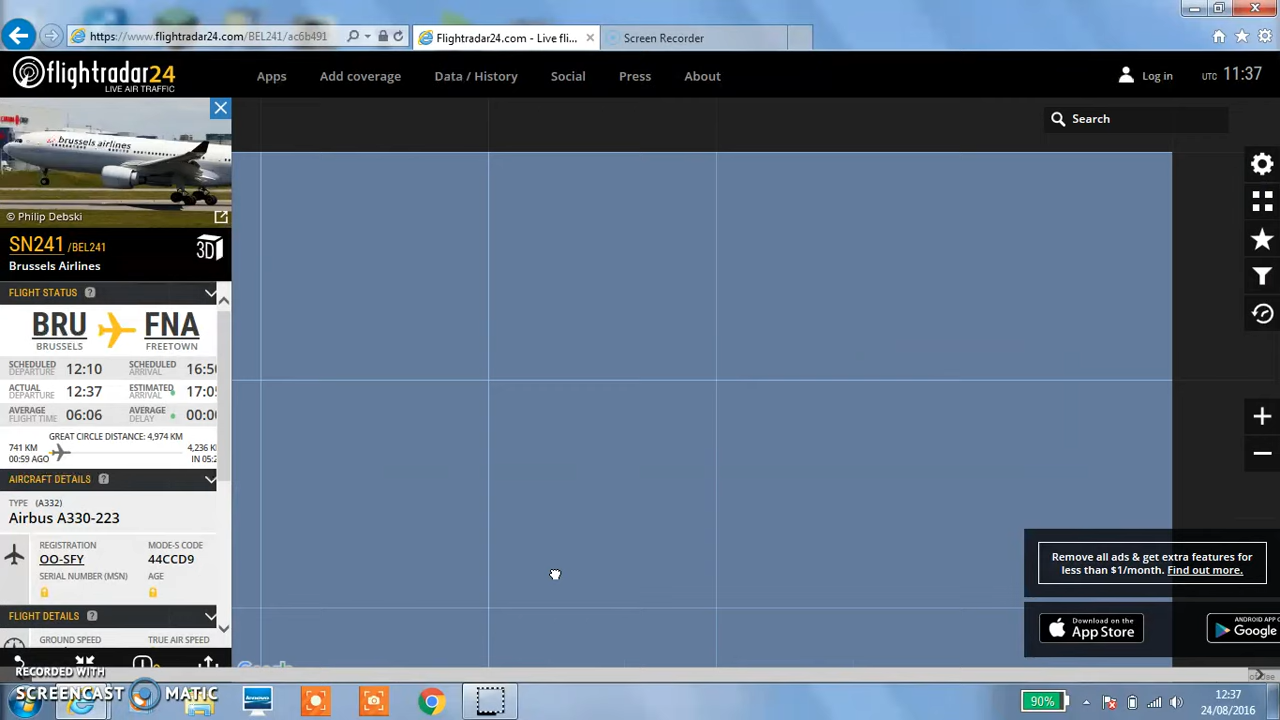 https://www.flightradar24.com/BEL241/ac6b491
Flightradar24.com - Live fli...
Screen Recorder
flightradar24
LIVE AIR TRAFFIC
Apps
Add coverage
Data / History
Social
Press
About
Log in
UTC 11:37
Search
brussels airlines
© Philip Debski
SN241 /BEL241
3D
Brussels Airlines
FLIGHT STATUS ?
BRU FNA
BRUSSELS FREETOWN
SCHEDULED DEPARTURE 12:10 SCHEDULED ARRIVAL 16:50
ACTUAL DEPARTURE 12:37 ESTIMATED ARRIVAL 17:05
AVERAGE FLIGHT TIME 06:06 AVERAGE DELAY 00:0
GREAT CIRCLE DISTANCE: 4,974 KM
741 KM 4,236 K
00:59 AGO IN 05:2
AIRCRAFT DETAILS ?
TYPE (A332)
Airbus A330-223
REGISTRATION MODE-S CODE
OO-SFY 44CCD9
SERIAL NUMBER (MSN) AGE
FLIGHT DETAILS ?
GROUND SPEED TRUE AIR SPEED
Remove all ads & get extra features for
less than $1/month. Find out more.
Download on the
App Store
ANDROID APP
Google
RECORDED WITH
SCREENCAST MATIC
90%
12:37
24/08/2016